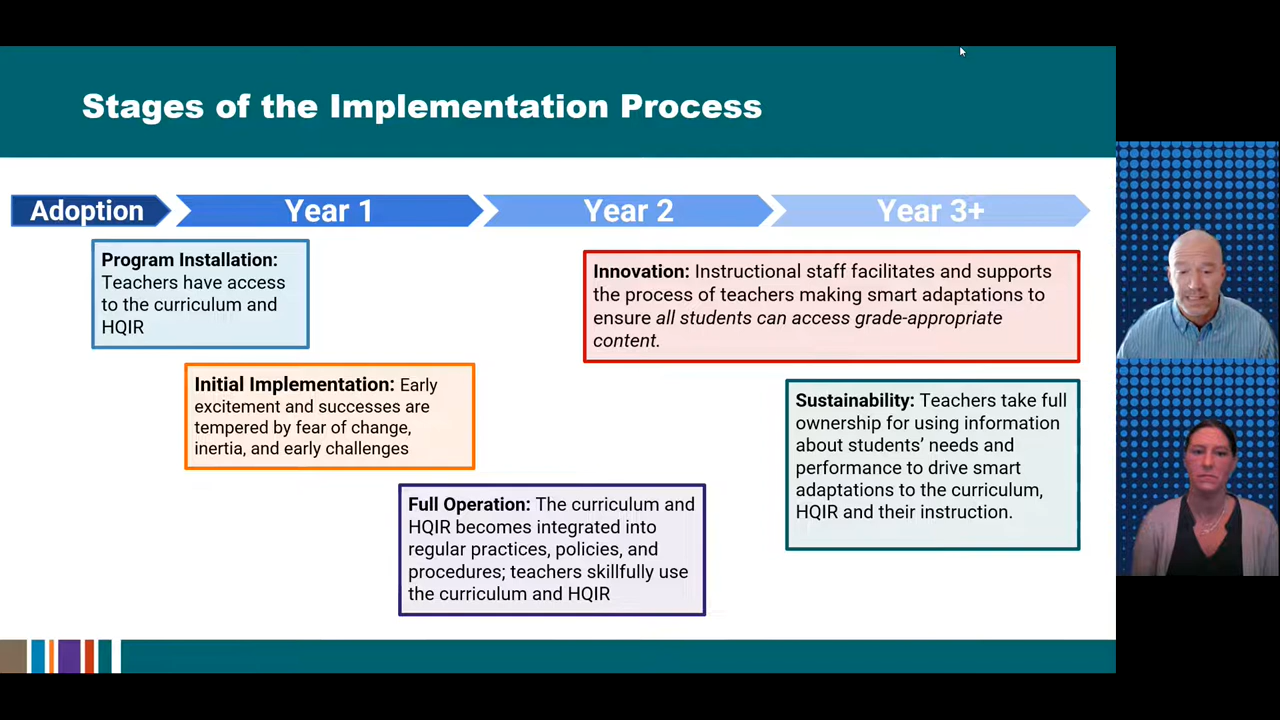 Stages of the Implementation Process
Adoption
Year 1
Year 2
Year 3+
Program Installation:
Teachers have access
to the curriculum and
HQIR
Initial Implementation: Early
excitement and successes are
tempered by fear of change,
inertia, and early challenges
Full Operation: The curriculum and
HQIR becomes integrated into
regular practices, policies, and
procedures; teachers skillfully use
the curriculum and HQIR
Innovation: Instructional staff facilitates and supports
the process of teachers making smart adaptations to
ensure all students can access grade-appropriate
content.
Sustainability: Teachers take full
ownership for using information
about students’ needs and
performance to drive smart
adaptations to the curriculum,
HQIR and their instruction.